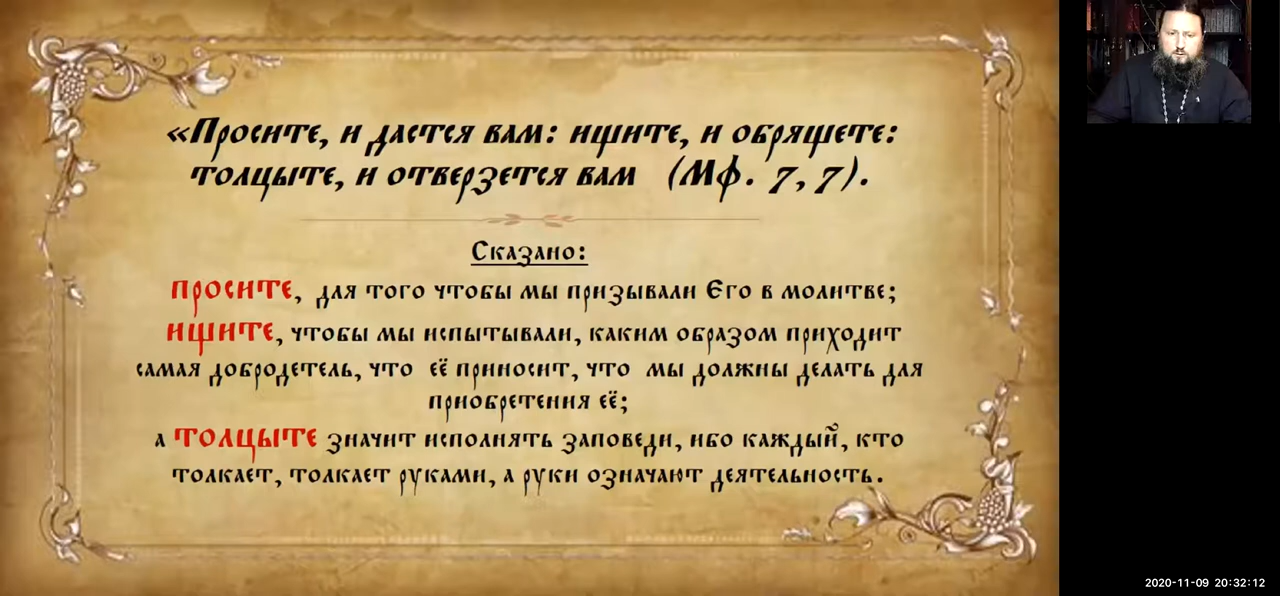 «Просите, и дастся вам: ищите, и обрящете:
толцыте, и отверзется вам (Мф. 7, 7).
Сказано:
просите, для того чтобы мы призывали Его в молитве;
ищите, чтобы мы испытывали, каким образом приходит
самая добродетель, что её приносит, что мы должны делать для
приобретения её;
а толцыте значит исполнять заповеди, ибо каждый, кто
толкает, толкает руками, а руки означают деятельность.
2020-11-09 20:32:12